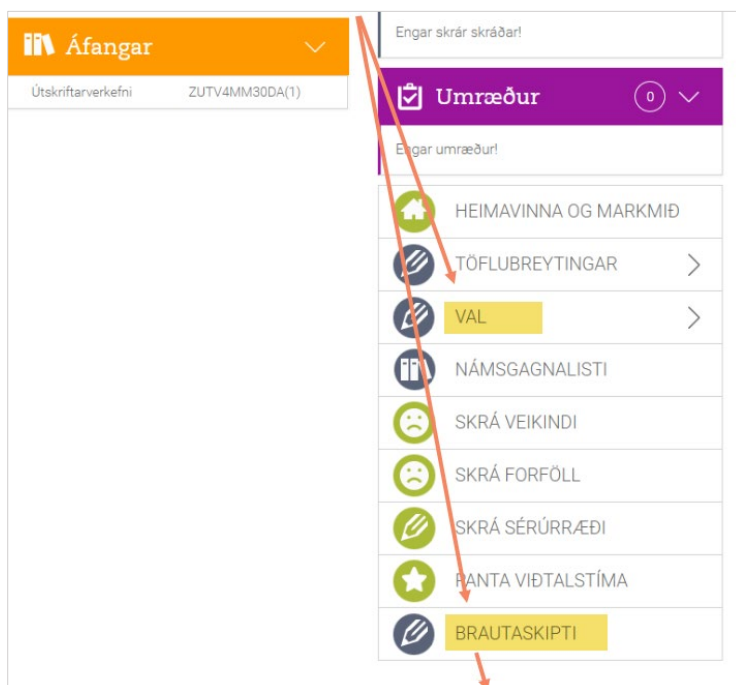 Áfangar
Útskriftarverkefni ZUTV4MM30DA(1)
Engar skrár skráðar!
Umræður 0
Engar umræður!
HEIMAVINNA OG MARKMIÐ
TÖFLUBREYTINGAR
VAL
NÁMSGAGNALISTI
SKRÁ VEIKINDI
SKRÁ FORFÖLL
SKRÁ SÉRÚRRÆÐI
PANTA VIÐTALSTÍMA
BRAUTASKIPTI